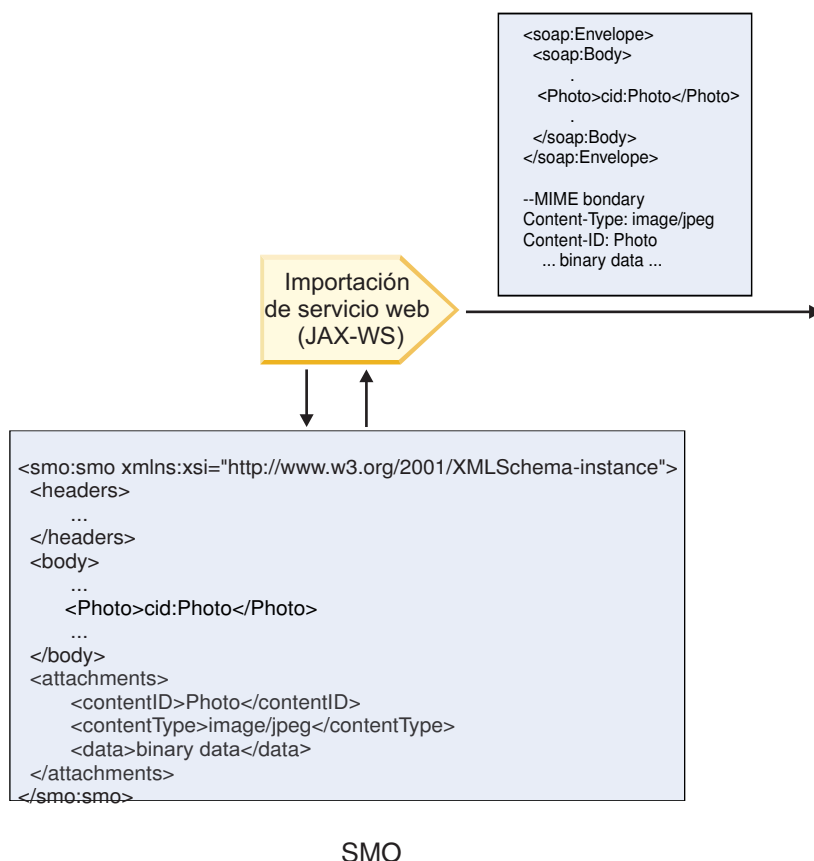 <soap:Envelope>
<soap:Body>
.
<Photo>cid:Photo</Photo>
.
</soap:Body>
</soap:Envelope>
--MIME bondary
Content-Type: image/jpeg
Content-ID: Photo
... binary data ...
Importación
de servicio web
(JAX-WS)
<smo:smo xmlns:xsi="http://www.w3.org/2001/XMLSchema-instance">
<headers>
...
</headers>
<body>
...
<Photo>cid:Photo</Photo>
...
</body>
<attachments>
<contentID>Photo</contentID>
<contentType>image/jpeg</contentType>
<data>binary data</data>
</attachments>
</smo:smo>
SMO